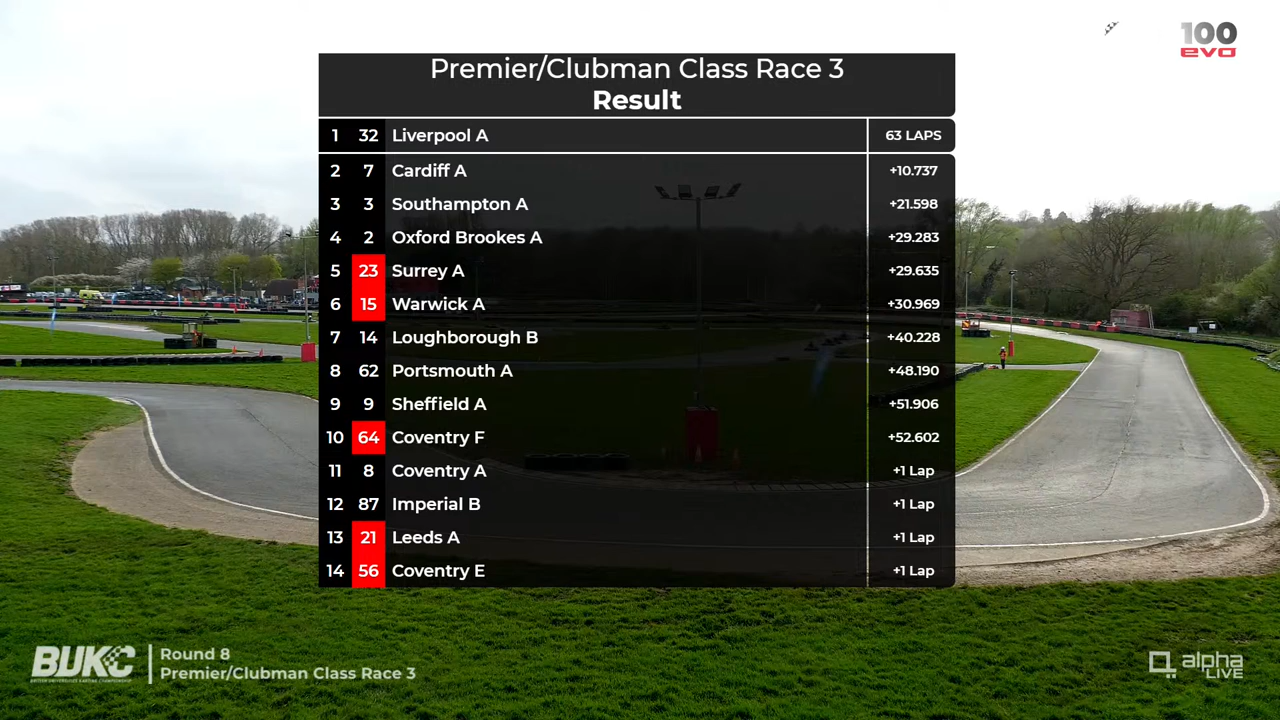 100
evo
Premier/Clubman Class Race 3
Result
1 32 Liverpool A 63 LAPS
2 7 Cardiff A +10.737
3 3 Southampton A +21.598
4 2 Oxford Brookes A +29.283
5 23 Surrey A +29.635
6 15 Warwick A +30.969
7 14 Loughborough B +40.228
8 62 Portsmouth A +48.190
9 9 Sheffield A +51.906
10 64 Coventry F +52.602
11 8 Coventry A +1 Lap
12 87 Imperial B +1 Lap
13 21 Leeds A +1 Lap
14 56 Coventry E +1 Lap
BUKC
BRITISH UNIVERSITIES KARTING CHAMPIONSHIP
Round 8
Premier/Clubman Class Race 3
alpha
LIVE